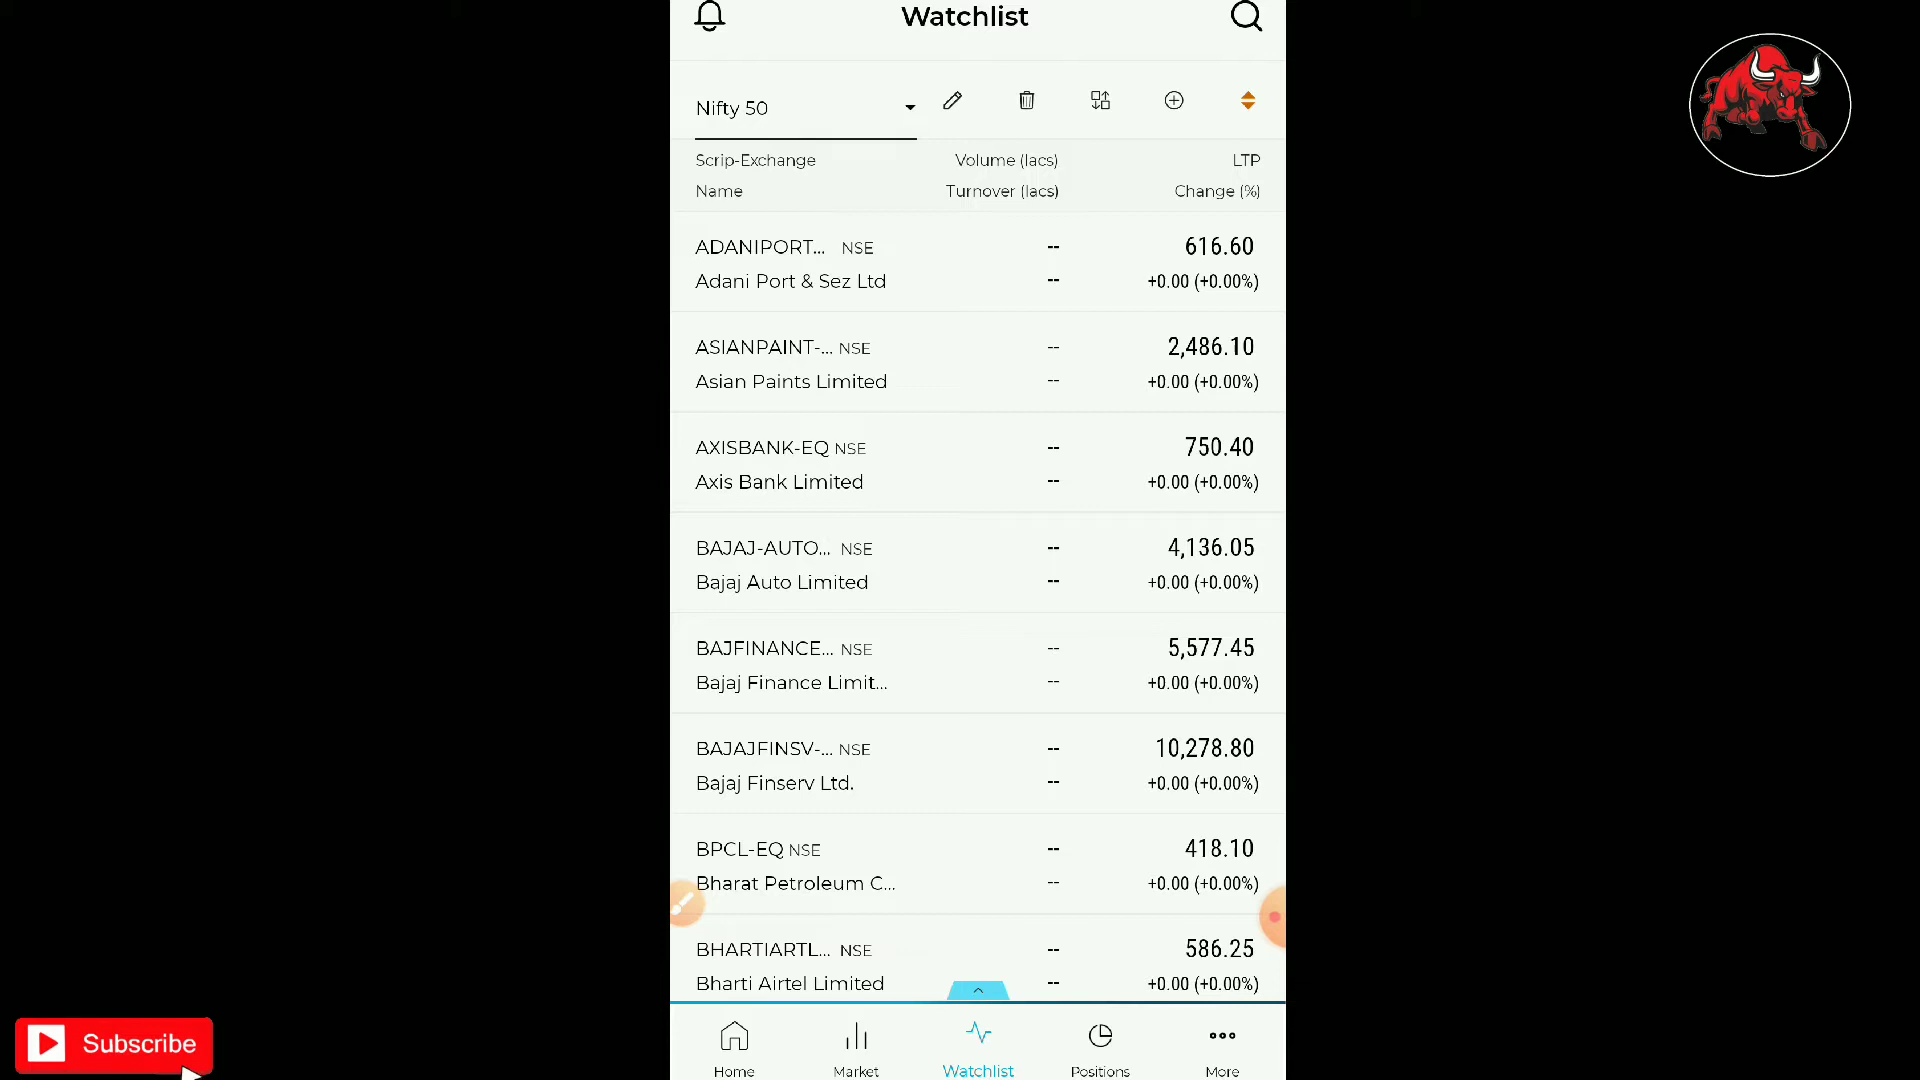 Watchlist
Nifty 50
Scrip-Exchange Volume (lacs) LTP
Name Turnover (lacs) Change (%)
ADANIPORT... NSE -- 616.60
Adani Port & Sez Ltd -- +0.00 (+0.00%)
ASIANPAINT-... NSE -- 2,486.10
Asian Paints Limited -- +0.00 (+0.00%)
AXISBANK-EQ NSE -- 750.40
Axis Bank Limited -- +0.00 (+0.00%)
BAJAJ-AUTO... NSE -- 4,136.05
Bajaj Auto Limited -- +0.00 (+0.00%)
BAJFINANCE... NSE -- 5,577.45
Bajaj Finance Limit... -- +0.00 (+0.00%)
BAJAJFINSV-... NSE -- 10,278.80
Bajaj Finserv Ltd. -- +0.00 (+0.00%)
BPCL-EQ NSE -- 418.10
Bharat Petroleum C... -- +0.00 (+0.00%)
BHARTIARTL... NSE -- 586.25
Bharti Airtel Limited -- +0.00 (+0.00%)
Home Market Watchlist Positions More
Subscribe